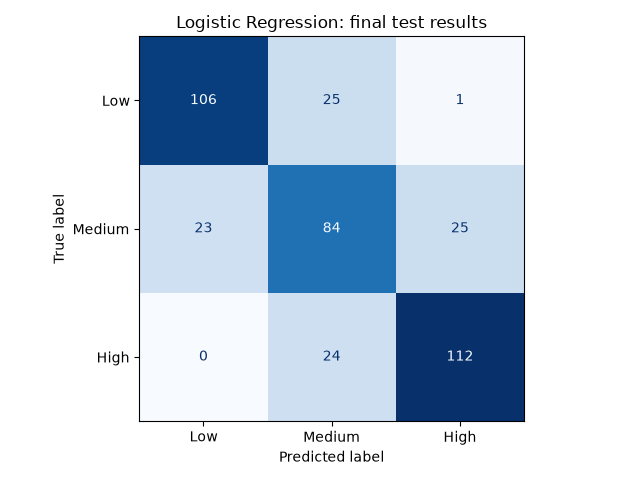 Logistic Regression: final test results
True label
Low
106
25
1
Medium
23
84
25
High
0
24
112
Low
Medium
High
Predicted label